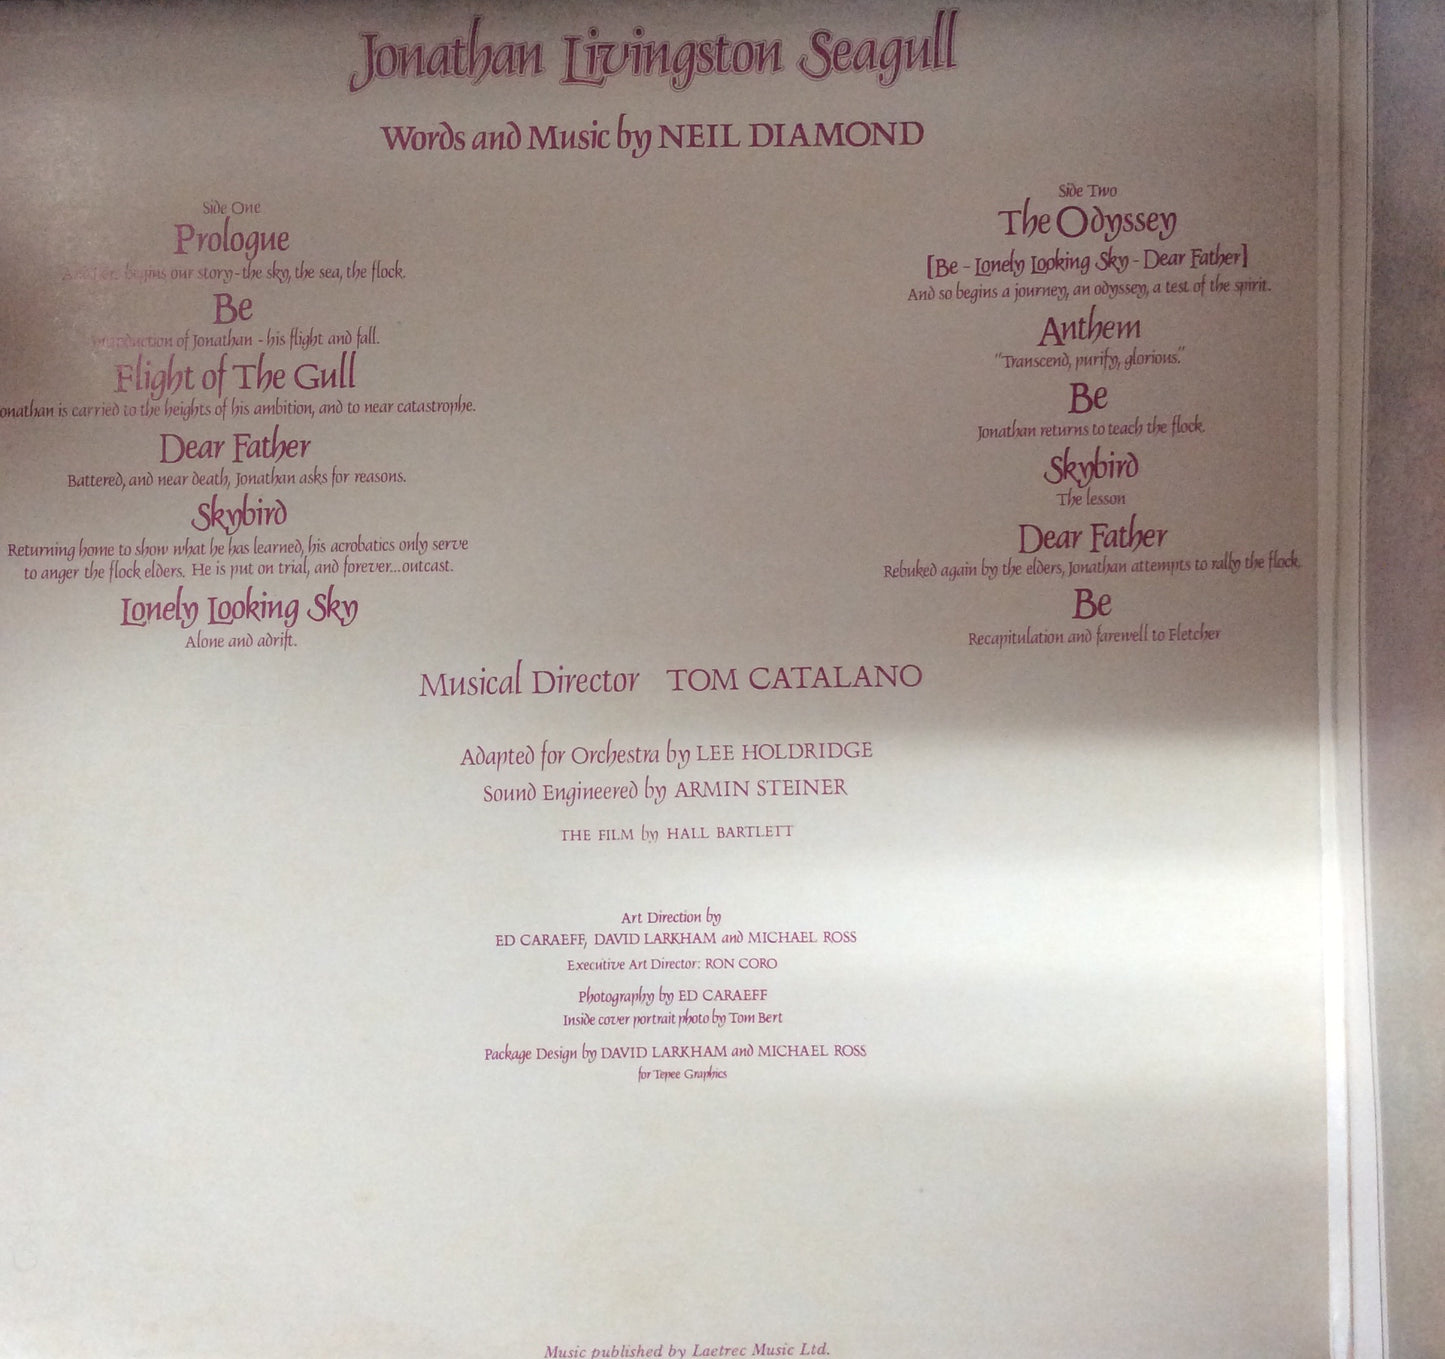 Jonathan Livingston Seagull
Words and Music by NEIL DIAMOND
Side One
Prologue
begins our story - the sky, the sea, the flock.
Be
Introduction of Jonathan - his flight and fall.
Flight of The Gull
onathan is carried to the heights of his ambition, and to near catastrophe.
Dear Father
Battered, and near death, Jonathan asks for reasons.
Skybird
Returning home to show what he has learned, his acrobatics only serve
to anger the flock elders. He is put on trial, and forever...outcast.
Lonely Looking Sky
Alone and adrift.
Side Two
The Odyssey
[Be - Lonely Looking Sky - Dear Father]
And so begins a journey, an odyssey, a test of the spirit.
Anthem
"Transcend, purify, glorious."
Be
Jonathan returns to teach the flock.
Skybird
The lesson
Dear Father
Rebuked again by the elders, Jonathan attempts to rally the flock.
Be
Recapitulation and farewell to Fletcher
Musical Director TOM CATALANO
Adapted for Orchestra by LEE HOLDRIDGE
Sound Engineered by ARMIN STEINER
THE FILM by HALL BARTLETT
Art Direction by
ED CARAEFF, DAVID LARKHAM and MICHAEL ROSS
Executive Art Director: RON CORO
Photography by ED CARAEFF
Inside cover portrait photo by Tom Bert
Package Design by DAVID LARKHAM and MICHAEL ROSS
for Tepee Graphics
Music published by Laetrec Music Ltd.